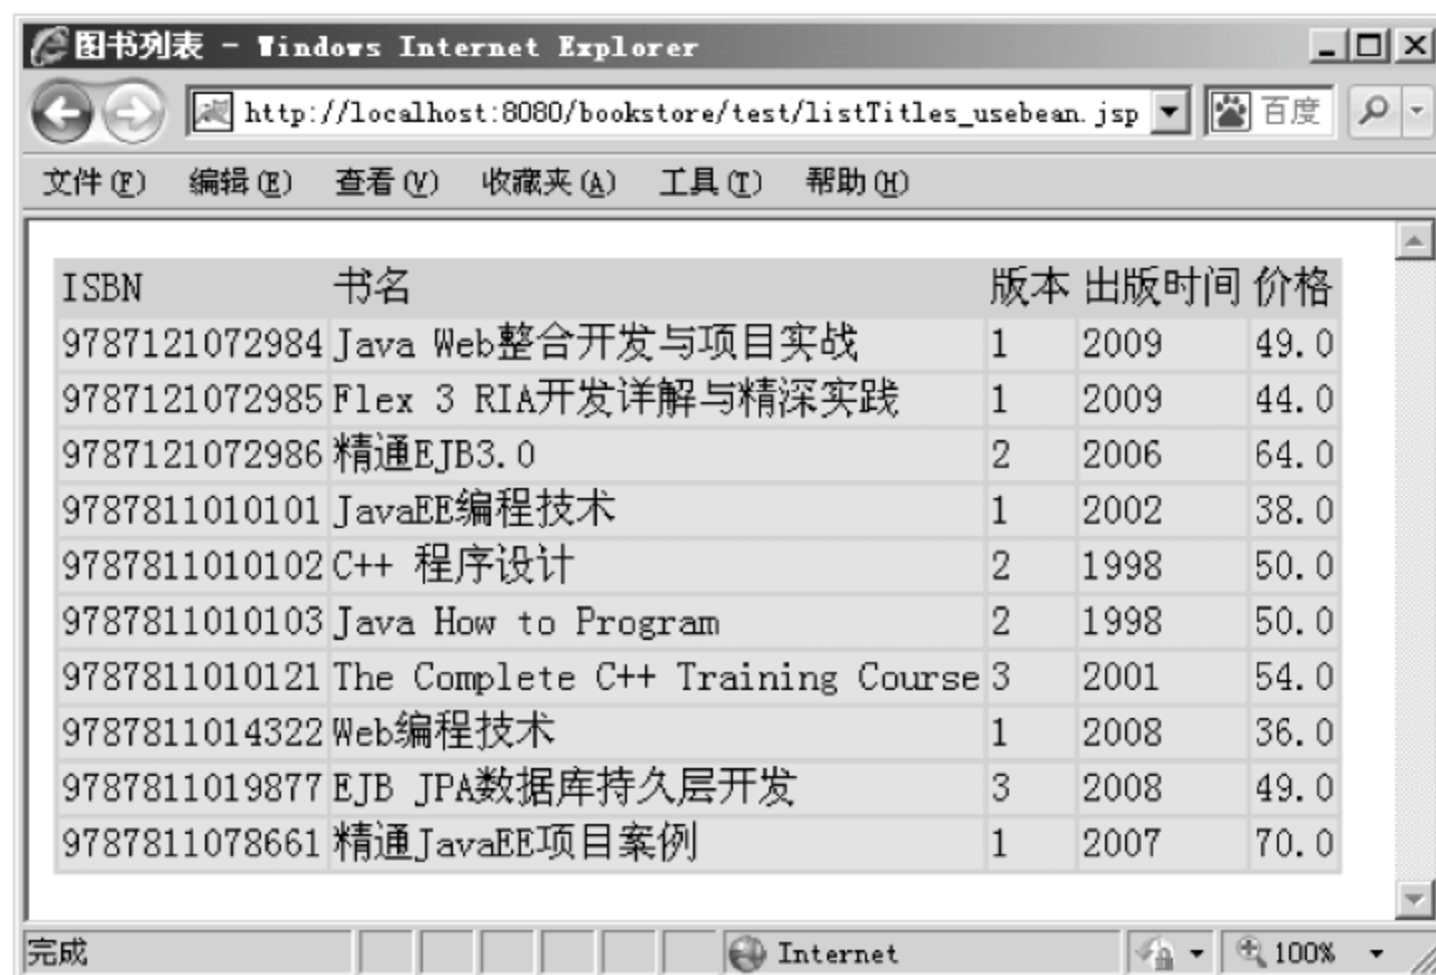 图书列表 - Windows Internet Explorer
http://localhost:8080/bookstore/test/listTitles_usebean.jsp 百度
文件(F) 编辑(E) 查看(V) 收藏夹(A) 工具(T) 帮助(H)
ISBN 书名 版本 出版时间 价格
9787121072984 Java Web整合开发与项目实战 1 2009 49.0
9787121072985 Flex 3 RIA开发详解与精深实践 1 2009 44.0
9787121072986 精通EJB3.0 2 2006 64.0
9787811010101 JavaEE编程技术 1 2002 38.0
9787811010102 C++ 程序设计 2 1998 50.0
9787811010103 Java How to Program 2 1998 50.0
9787811010121 The Complete C++ Training Course 3 2001 54.0
9787811014322 Web编程技术 1 2008 36.0
9787811019877 EJB JPA数据库持久层开发 3 2008 49.0
9787811078661 精通JavaEE项目案例 1 2007 70.0
完成 Internet 100%